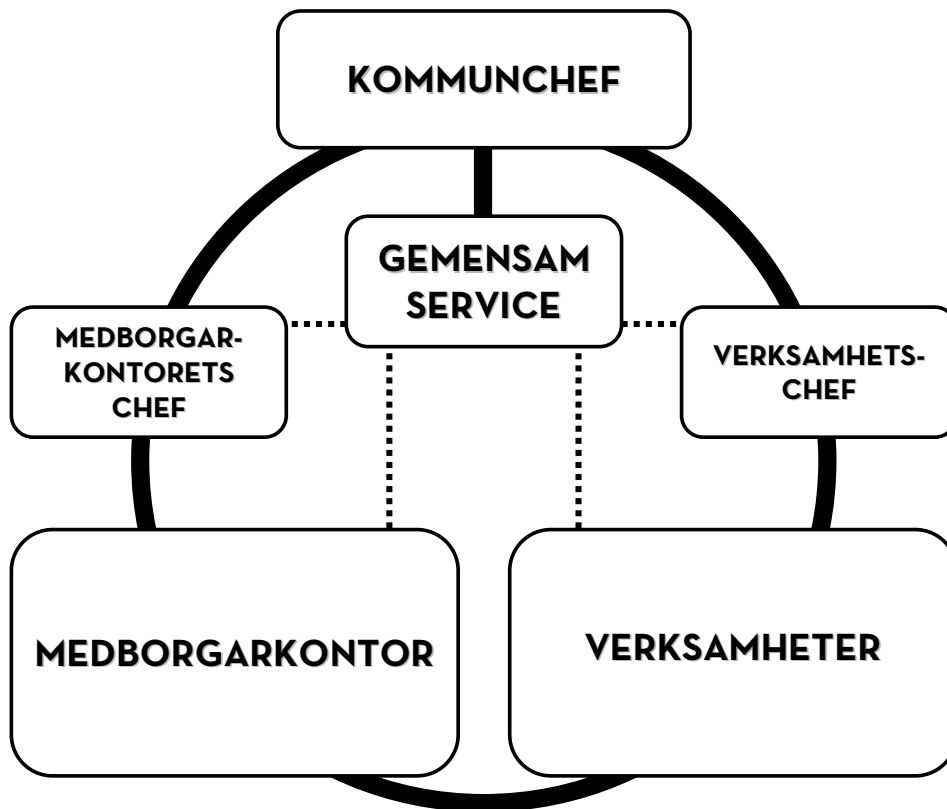 KOMMUNCHEF
GEMENSAM
SERVICE
MEDBORGAR-
KONTORETS
CHEF
VERKSAMHETS-
CHEF
MEDBORGARKONTOR
VERKSAMHETER